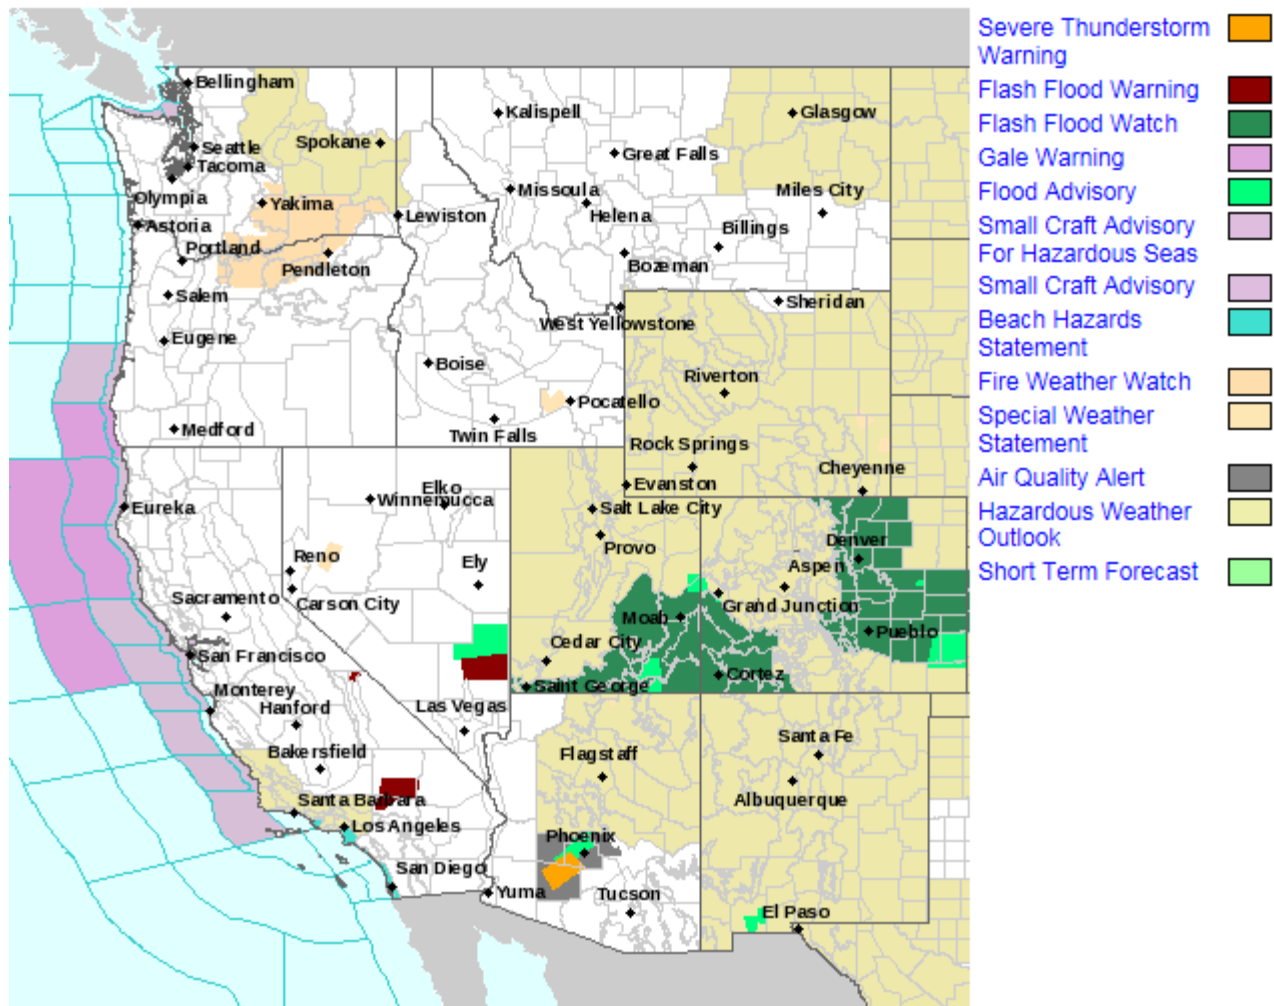 Severe Thunderstorm
Warning
Flash Flood Warning
Flash Flood Watch
Gale Warning
Flood Advisory
Small Craft Advisory
For Hazardous Seas
Small Craft Advisory
Beach Hazards
Statement
Fire Weather Watch
Special Weather
Statement
Air Quality Alert
Hazardous Weather
Outlook
Short Term Forecast
Bellingham
Kalispell
Glasgow
Seattle
Spokane
Great Falls
Tacoma
Olympia
Yakima
Missoula
Miles City
Lewiston
Helena
Astoria
Billings
Portland
Pendleton
Bozeman
Salem
Sheridan
West Yellowstone
Eugene
Boise
Riverton
Pocatello
Medford
Twin Falls
Rock Springs
Cheyenne
Elko
Evanston
Winnemucca
Eureka
Salt Lake City
Denver
Provo
Reno
Ely
Aspen
Sacramento
Carson City
Grand Junction
Moab
Pueblo
Cedar City
San Francisco
Cortez
Saint George
Monterey
Hanford
Las Vegas
Santa Fe
Bakersfield
Flagstaff
Santa Barbara
Albuquerque
Los Angeles
Phoenix
San Diego
Yuma
Tucson
El Paso